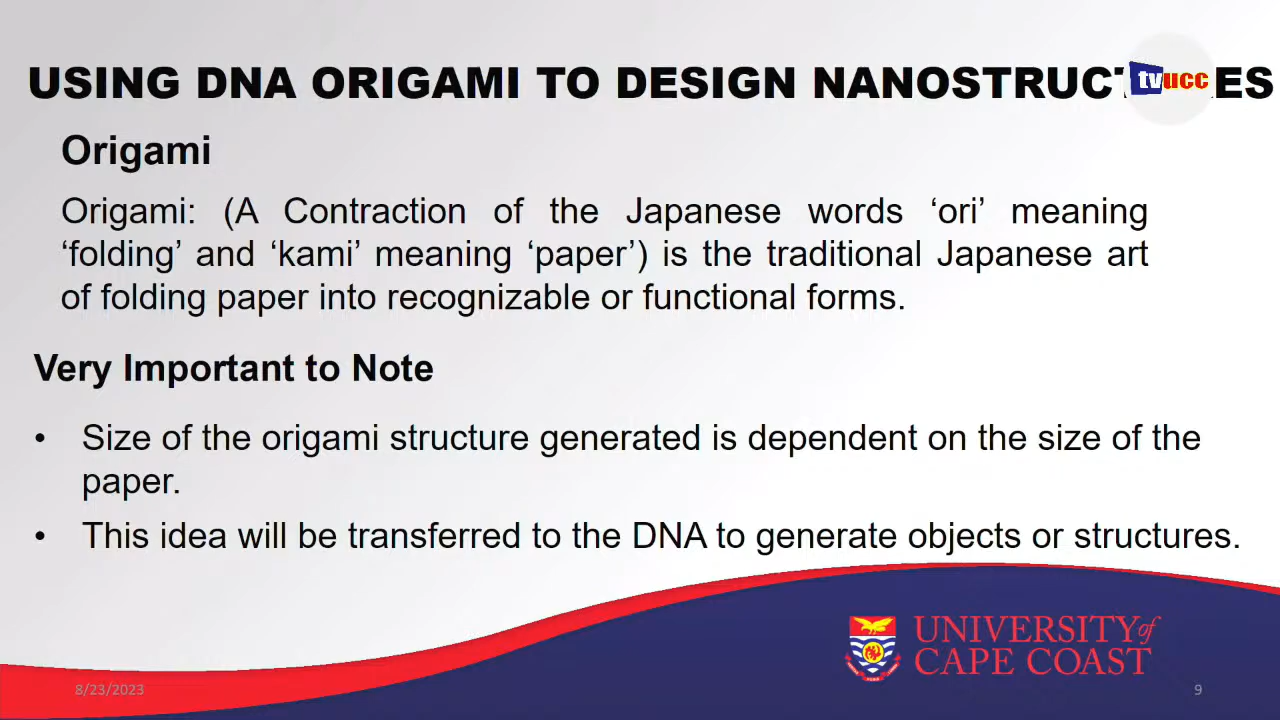 USING DNA ORIGAMI TO DESIGN NANOSTRUCT ES
tvucc
Origami
Origami: (A Contraction of the Japanese words ‘ori’ meaning
‘folding’ and ‘kami’ meaning ‘paper’) is the traditional Japanese art
of folding paper into recognizable or functional forms.
Very Important to Note
• Size of the origami structure generated is dependent on the size of the
paper.
• This idea will be transferred to the DNA to generate objects or structures.
UNIVERSITY of
CAPE COAST
8/23/2023
9